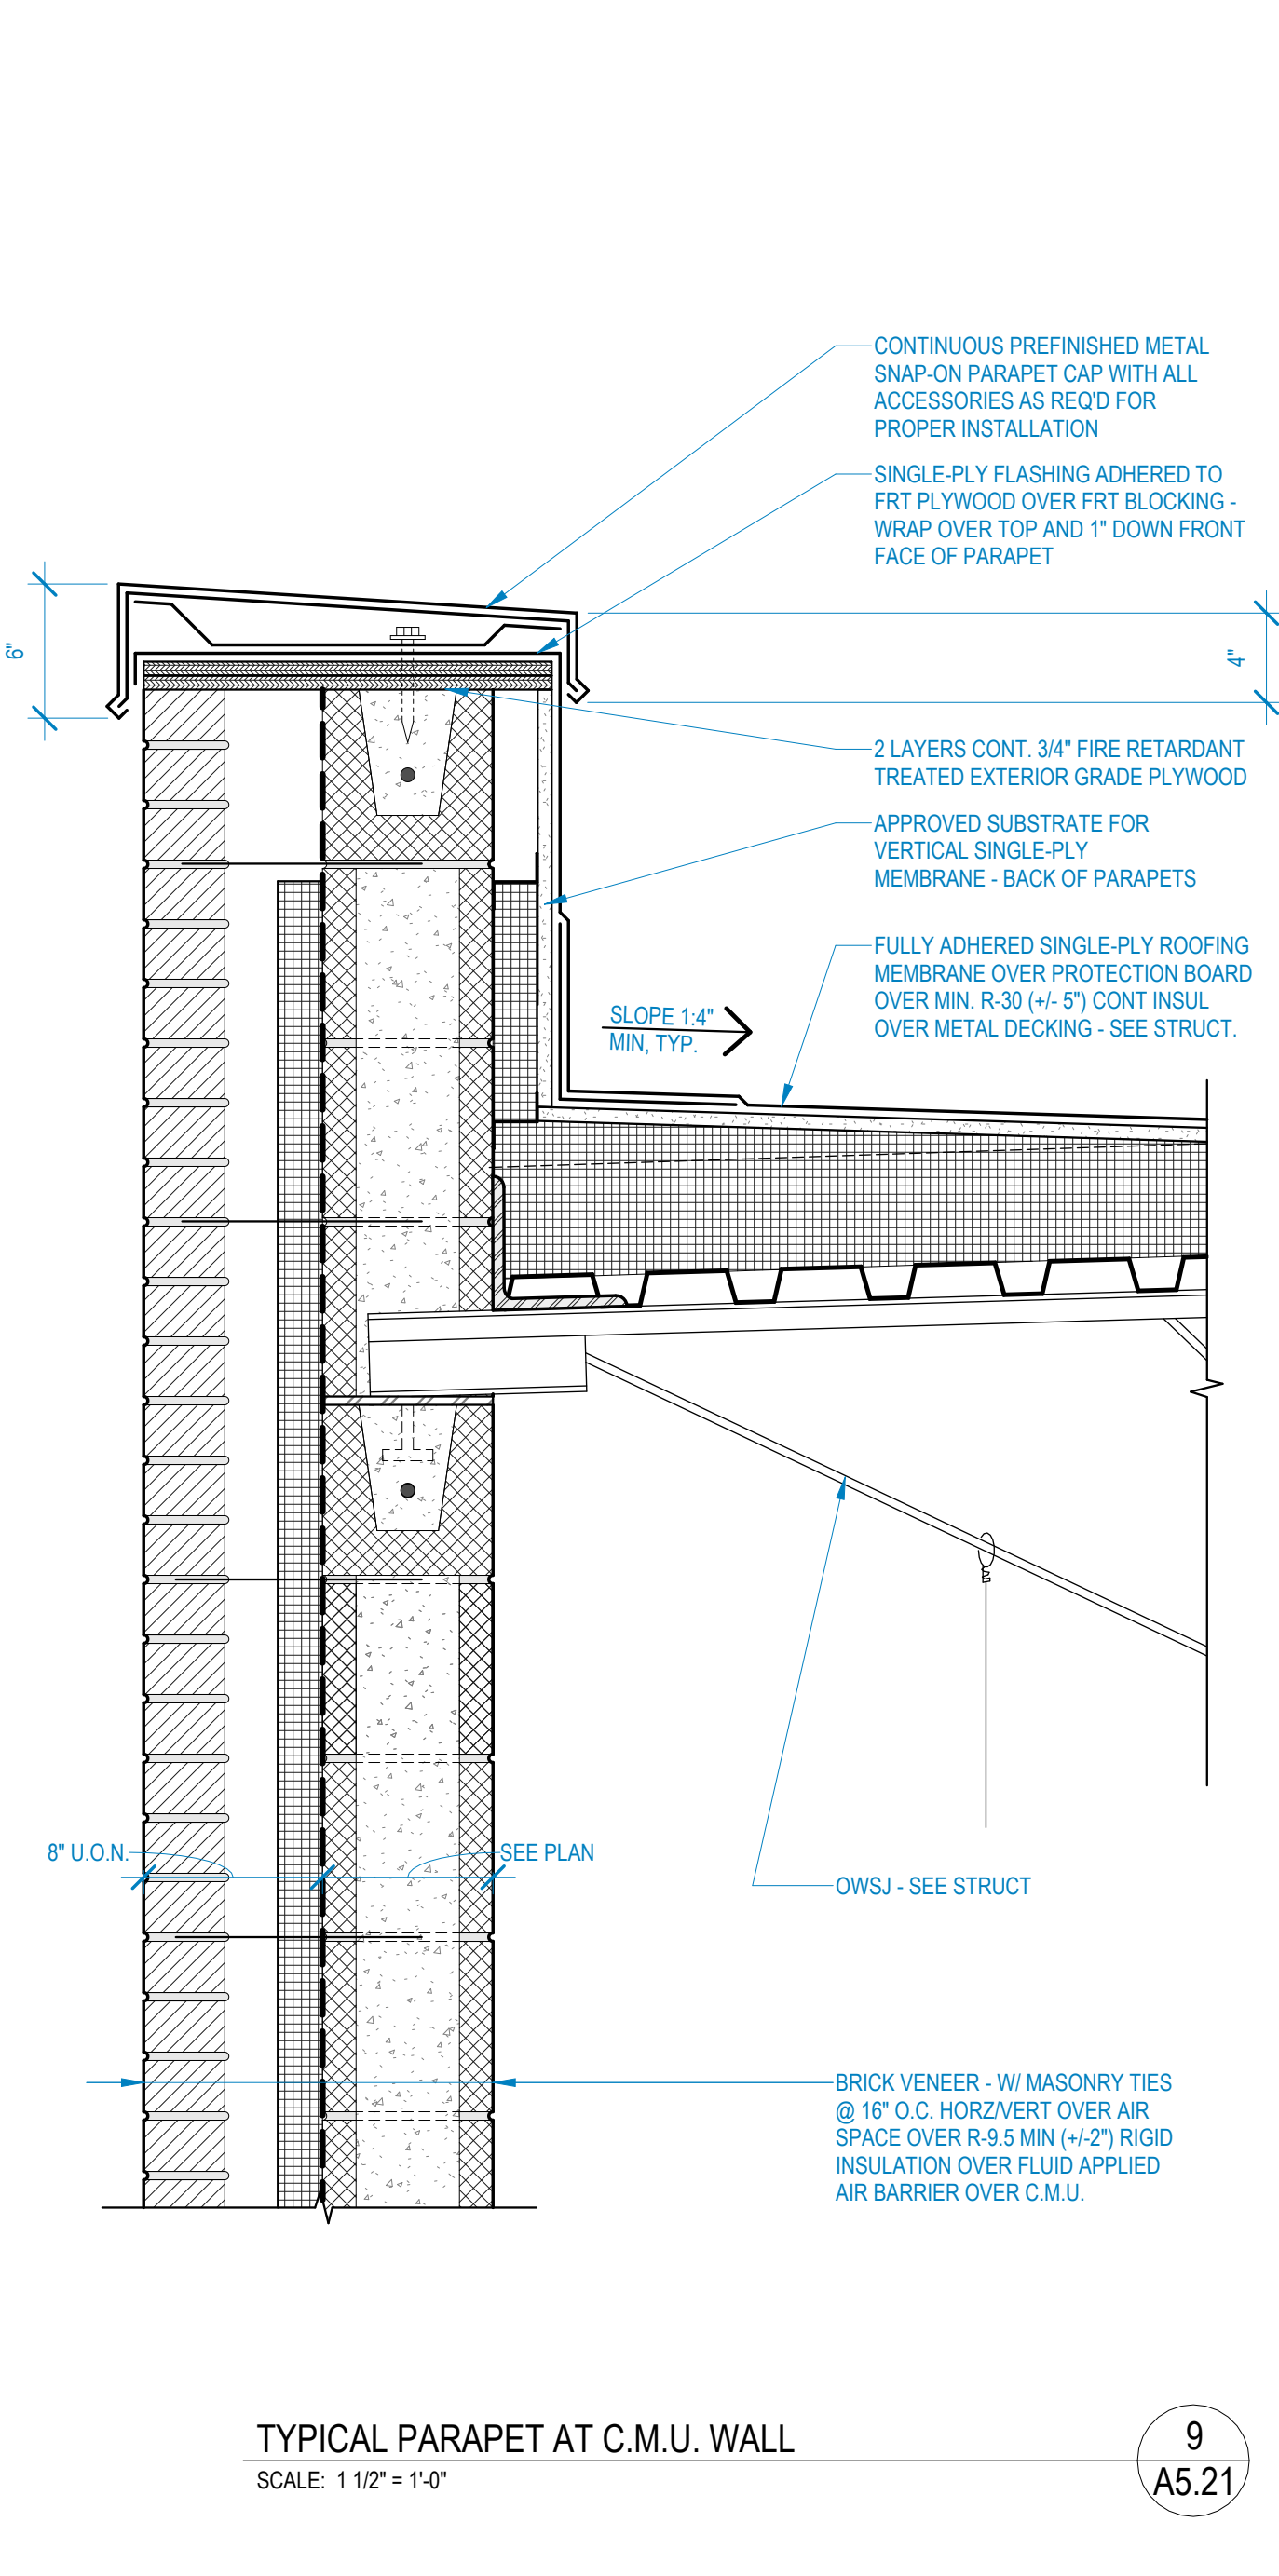 CONTINUOUS PREFINISHED METAL
SNAP-ON PARAPET CAP WITH ALL
ACCESSORIES AS REQ'D FOR
PROPER INSTALLATION
SINGLE-PLY FLASHING ADHERED TO
FRT PLYWOOD OVER FRT BLOCKING -
WRAP OVER TOP AND 1" DOWN FRONT
FACE OF PARAPET
6"
4"
2 LAYERS CONT. 3/4" FIRE RETARDANT
TREATED EXTERIOR GRADE PLYWOOD
APPROVED SUBSTRATE FOR
VERTICAL SINGLE-PLY
MEMBRANE - BACK OF PARAPETS
FULLY ADHERED SINGLE-PLY ROOFING
MEMBRANE OVER PROTECTION BOARD
OVER MIN. R-30 (+/- 5") CONT INSUL
OVER METAL DECKING - SEE STRUCT.
SLOPE 1:4"
MIN, TYP.
8" U.O.N.
SEE PLAN
OWSJ - SEE STRUCT
BRICK VENEER - W/ MASONRY TIES
@ 16" O.C. HORZ/VERT OVER AIR
SPACE OVER R-9.5 MIN (+/-2") RIGID
INSULATION OVER FLUID APPLIED
AIR BARRIER OVER C.M.U.
TYPICAL PARAPET AT C.M.U. WALL
SCALE: 1 1/2" = 1'-0"
9
A5.21